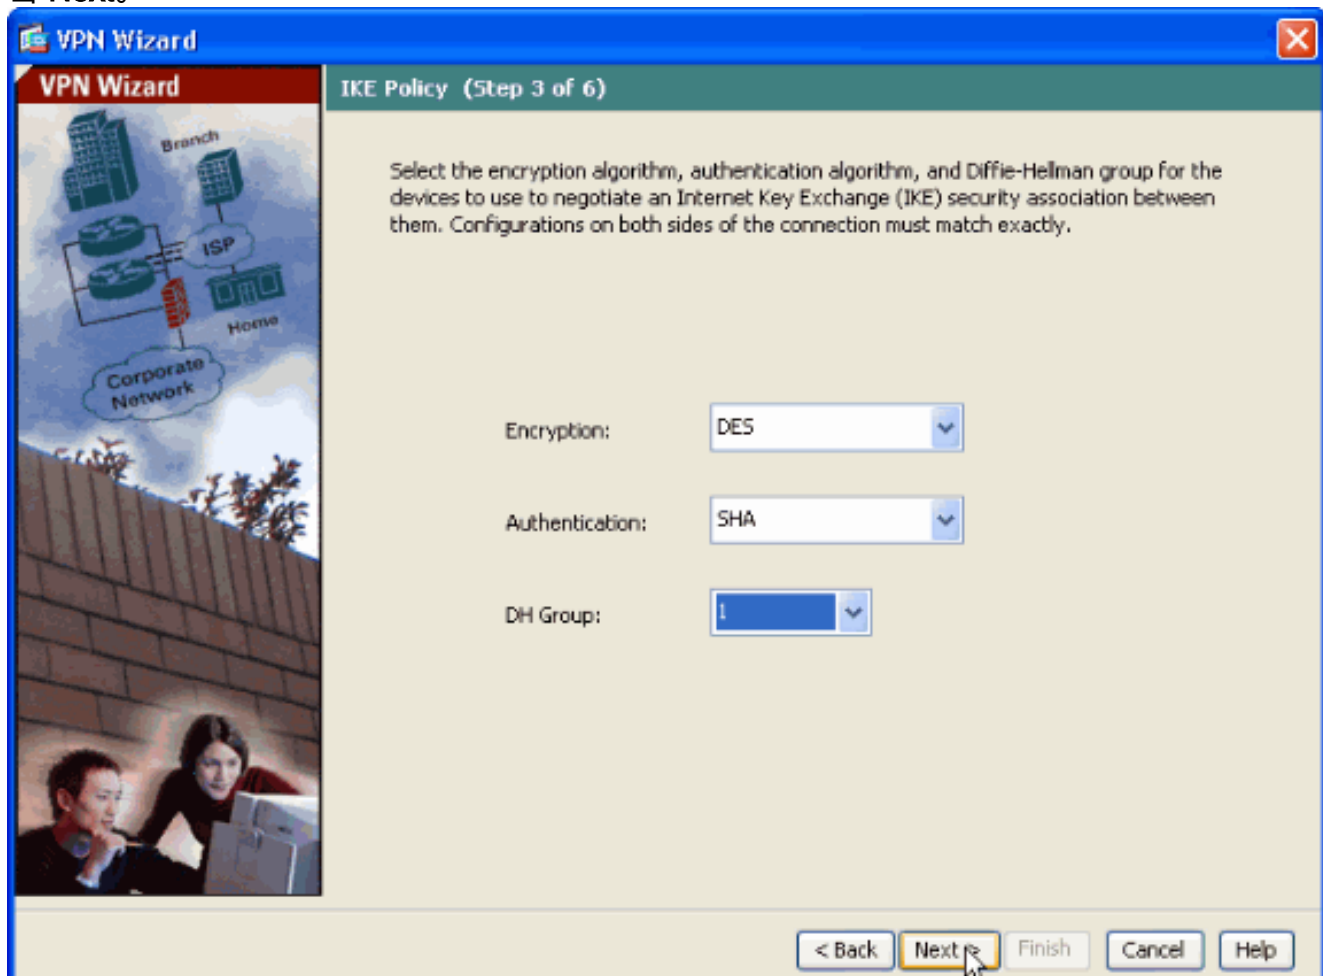 Next。
VPN Wizard
VPN Wizard
IKE Policy (Step 3 of 6)
Branch
ISP
Home
Corporate
Network
Select the encryption algorithm, authentication algorithm, and Diffie-Hellman group for the
devices to use to negotiate an Internet Key Exchange (IKE) security association between
them. Configurations on both sides of the connection must match exactly.
Encryption: DES
Authentication: SHA
DH Group: 1
< Back Next > Finish Cancel Help